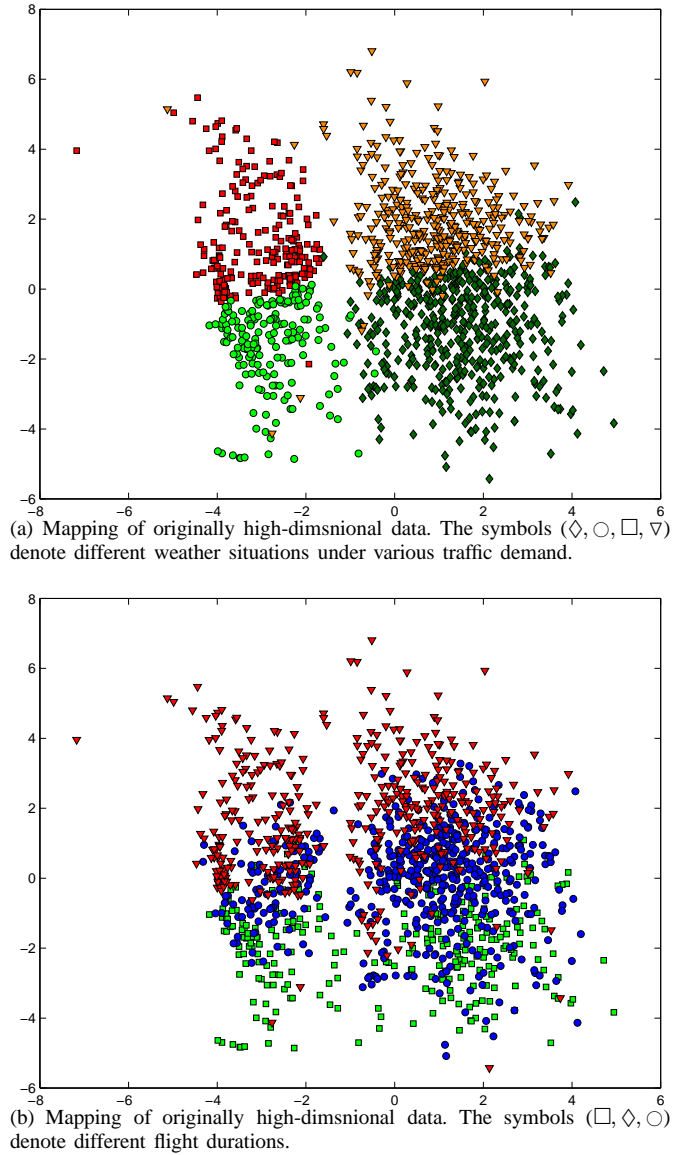 8
6
4
2
0
−2
−4
−6
−8 −6 −4 −2 0 2 4 6
(a) Mapping of originally high-dimsnional data. The symbols (◇, ○, □, ▽)
denote different weather situations under various traffic demand.
8
6
4
2
0
−2
−4
−6
−8 −6 −4 −2 0 2 4 6
(b) Mapping of originally high-dimsnional data. The symbols (□, ◇, ○)
denote different flight durations.